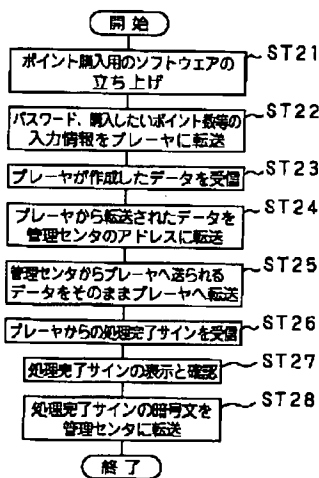 開始
ポイント購入用のソフトウェアの
立ち上げ
ST21
パスワード、購入したいポイント数等の
入力情報をプレーヤに転送
ST22
プレーヤが作成したデータを受信
ST23
プレーヤから転送されたデータを
管理センタのアドレスに転送
ST24
管理センタからプレーヤへ送られる
データをそのままプレーヤへ転送
ST25
プレーヤからの処理完了サインを受信
ST26
処理完了サインの表示と確認
ST27
処理完了サインの暗号文を
管理センタに転送
ST28
終了